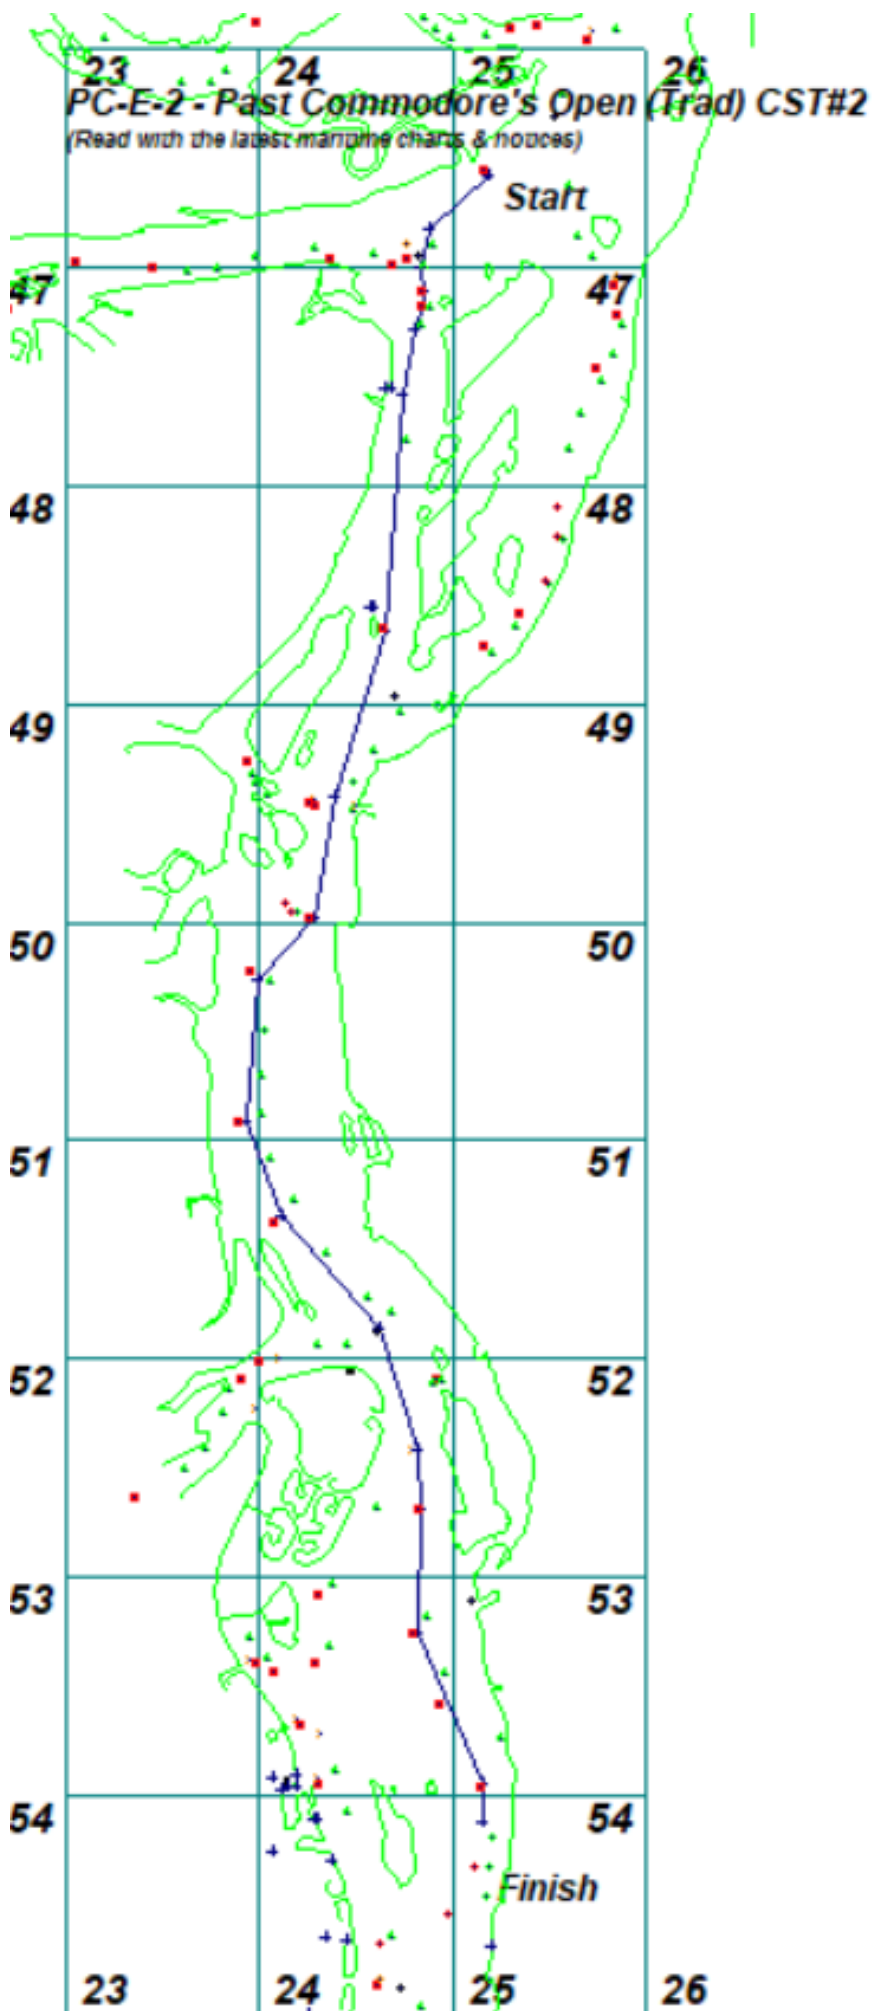 23 24 25 26
PC-E-2 - Past Commodore's Open (Trad) CST#2
(Read with the latest maritime charts & notices)
Start
47 47
48 48
49 49
50 50
51 51
52 52
53 53
54 54
Finish
23 24 25 26